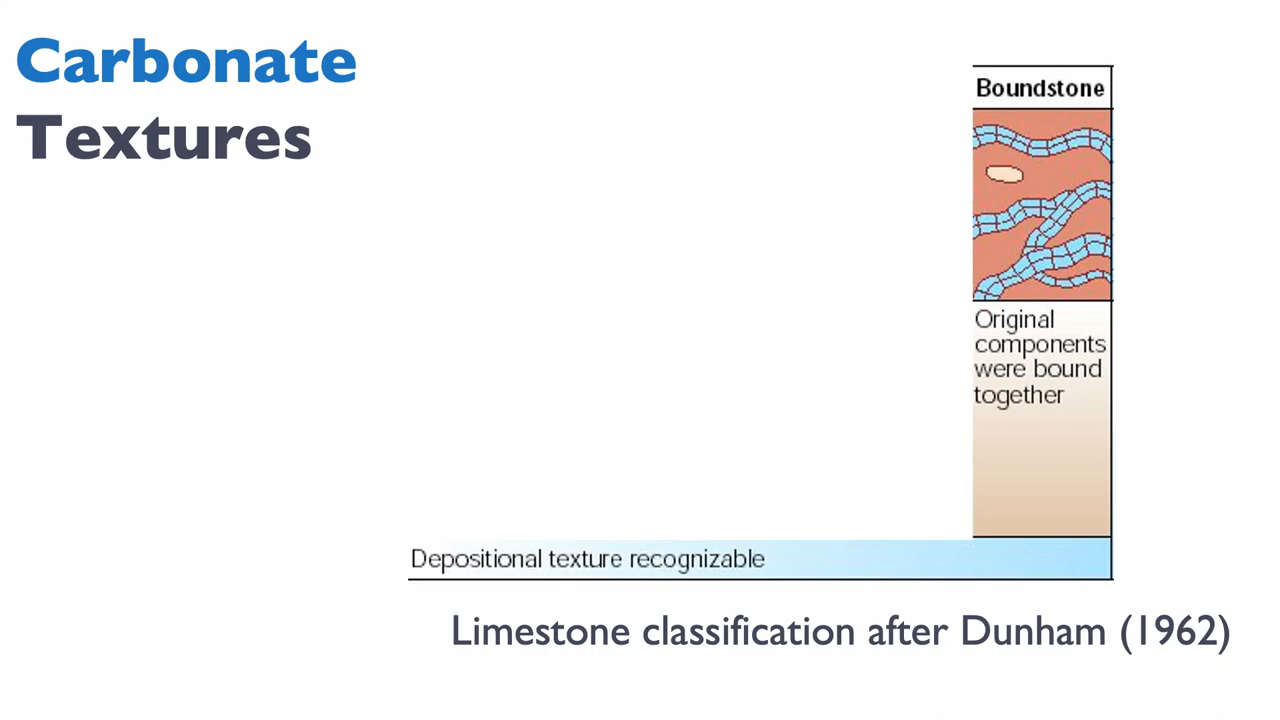 Carbonate
Textures
Boundstone
Original
components
were bound
together
Depositional texture recognizable
Limestone classification after Dunham (1962)